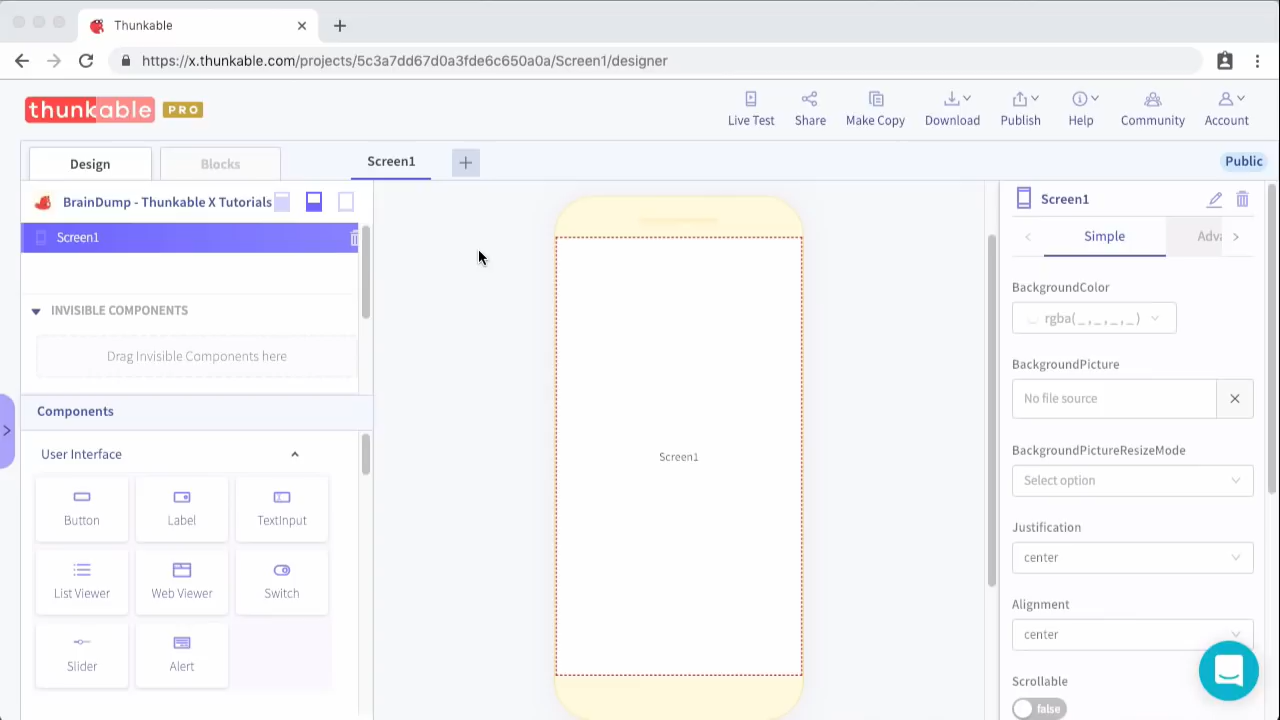 Thunkable
https://x.thunkable.com/projects/5c3a7dd67d0a3fde6c650a0a/Screen1/designer
thunkable PRO
Live Test Share Make Copy Download Publish Help Community Account
Design Blocks Screen1 + Public
BrainDump - Thunkable X Tutorials
Screen1
INVISIBLE COMPONENTS
Drag Invisible Components here
Components
User Interface
Button Label TextInput
List Viewer Web Viewer Switch
Slider Alert
Screen1
Screen1
Simple Adva
BackgroundColor
rgba(_,_,_,_)
BackgroundPicture
No file source
BackgroundPictureResizeMode
Select option
Justification
center
Alignment
center
Scrollable
false